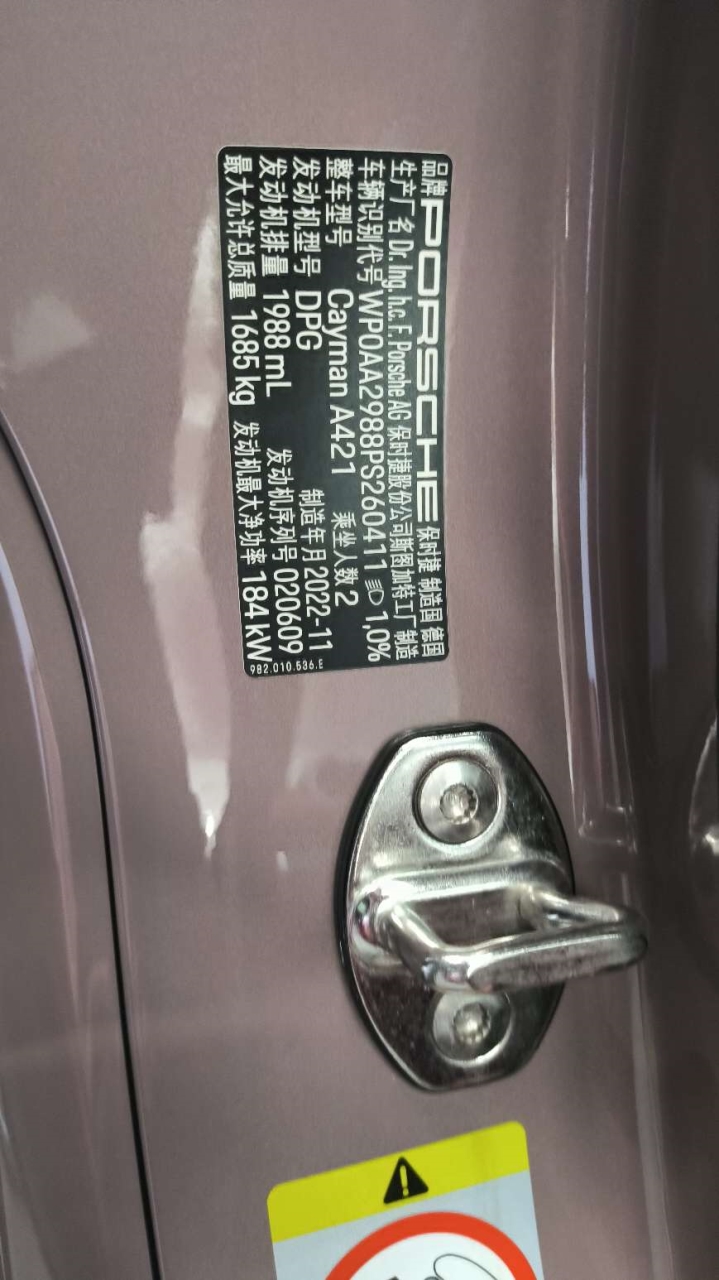 品牌 PORSCHE 保时捷 制造国 德国
生产厂名 Dr. Ing. h.c. F. Porsche AG 保时捷股份公司斯图加特工厂制造
车辆识别代号 WP0AA2988PS260411 1,0%
整车型号 Cayman A421 乘坐人数 2
发动机型号 DPG 制造年月 2022-11
发动机排量 1988 mL 发动机序列号 020609
最大允许总质量 1685 kg 发动机最大净功率 184 kW
982.010.536.E